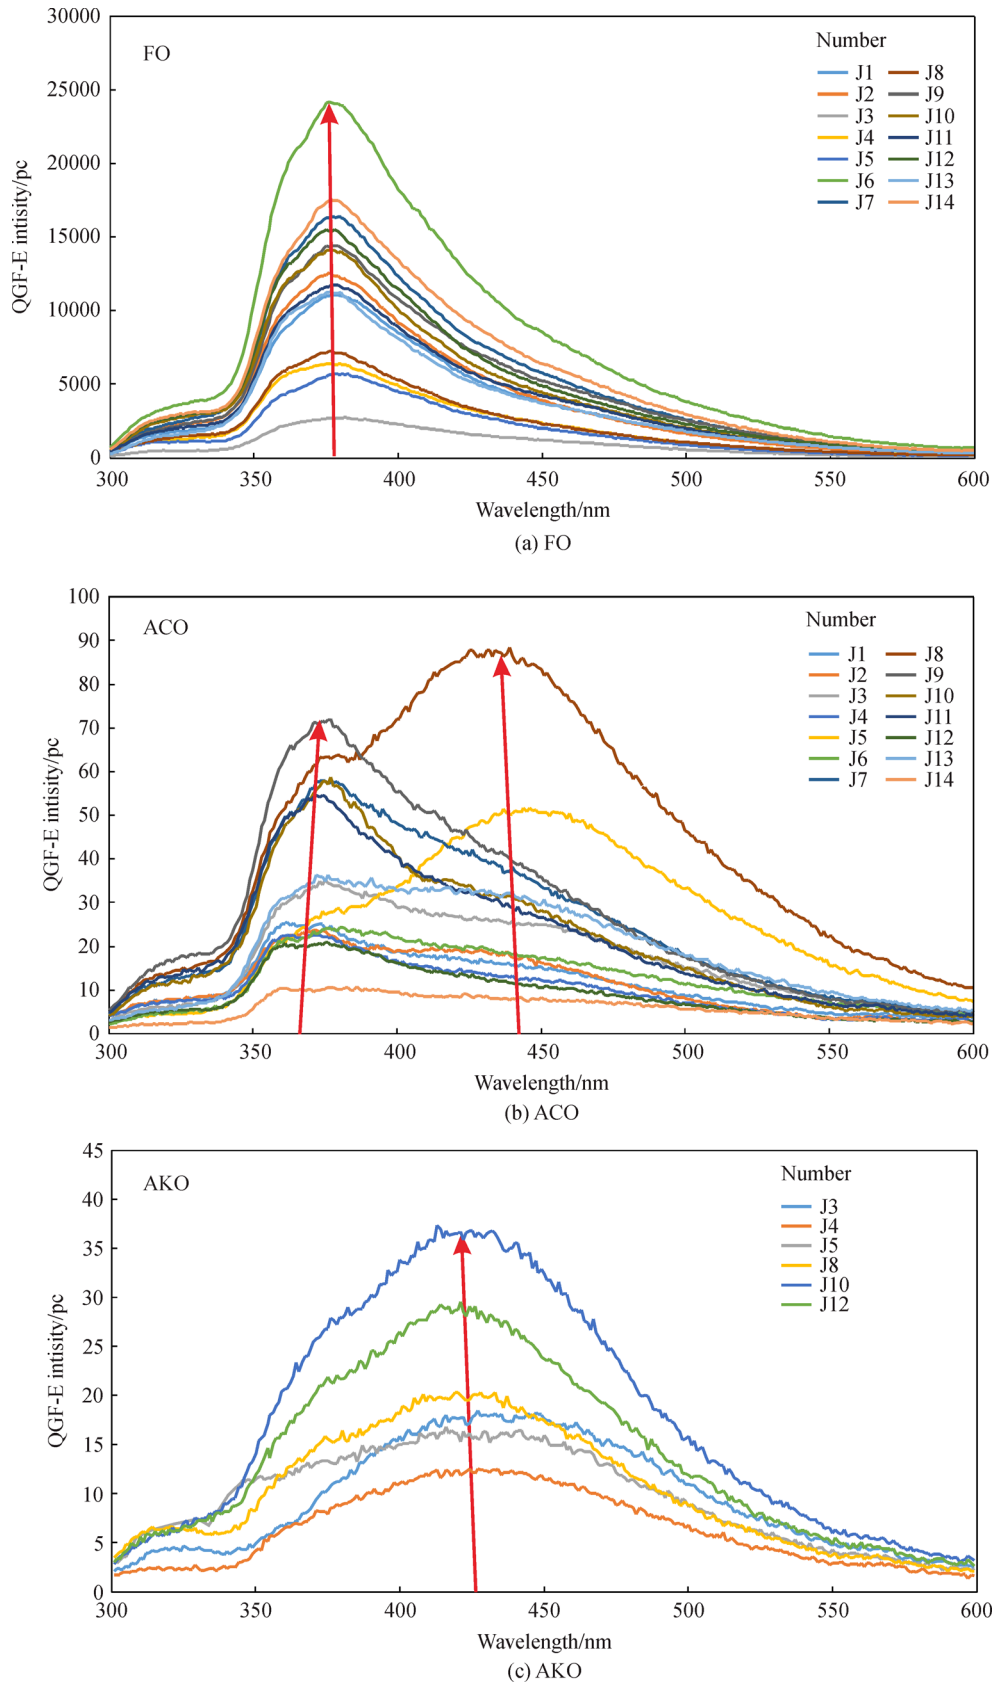 30000
25000
20000
15000
10000
5000
0
QGF-E intisity/pc
FO
Number
J1 J8
J2 J9
J3 J10
J4 J11
J5 J12
J6 J13
J7 J14
300 350 400 450 500 550 600
Wavelength/nm
(a) FO
100
90
80
70
60
50
40
30
20
10
0
QGF-E intisity/pc
ACO
Number
J1 J8
J2 J9
J3 J10
J4 J11
J5 J12
J6 J13
J7 J14
300 350 400 450 500 550 600
Wavelength/nm
(b) ACO
45
40
35
30
25
20
15
10
5
0
QGF-E intisity/pc
AKO
Number
J3
J4
J5
J8
J10
J12
300 350 400 450 500 550 600
Wavelength/nm
(c) AKO